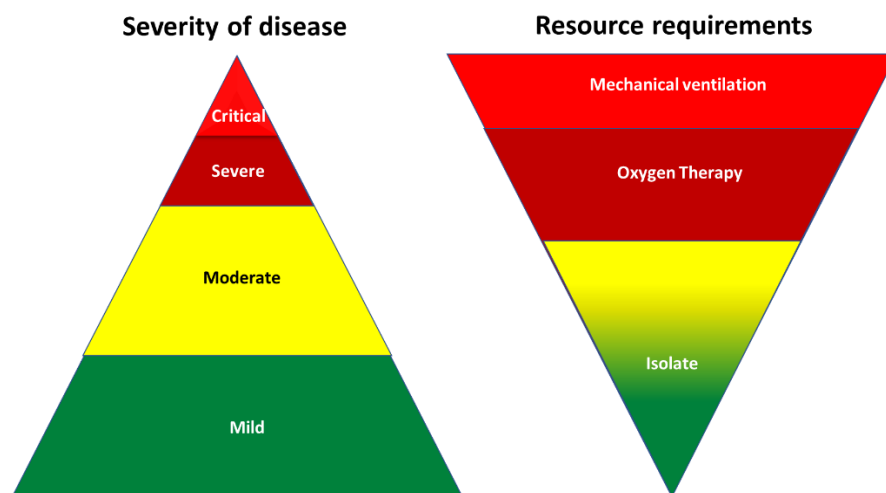 Severity of disease
Resource requirements
Critical
Severe
Moderate
Mild
Mechanical ventilation
Oxygen Therapy
Isolate